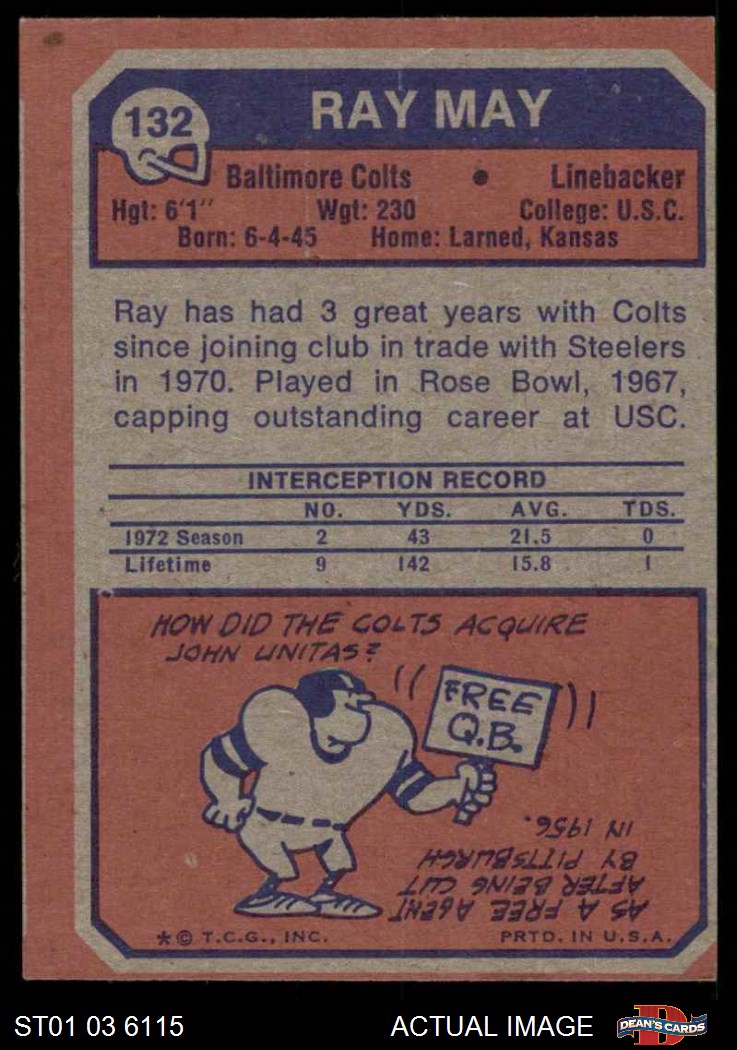 132
RAY MAY
Baltimore Colts • Linebacker
Hgt: 6'1" Wgt: 230 College: U.S.C.
Born: 6-4-45 Home: Larned, Kansas
Ray has had 3 great years with Colts
since joining club in trade with Steelers
in 1970. Played in Rose Bowl, 1967,
capping outstanding career at USC.
INTERCEPTION RECORD
NO. YDS. AVG. TDS.
1972 Season 2 43 21.5 0
Lifetime 9 142 15.8 1
HOW DID THE COLTS ACQUIRE
JOHN UNITAS?
FREE
Q.B.
AS A FREE AGENT
AFTER BEING CUT
BY PITTSBURGH
IN 1956.
*© T.C.G., INC. PRTD. IN U.S.A.
ST01 03 6115 ACTUAL IMAGE
D
DEAN'S CARDS